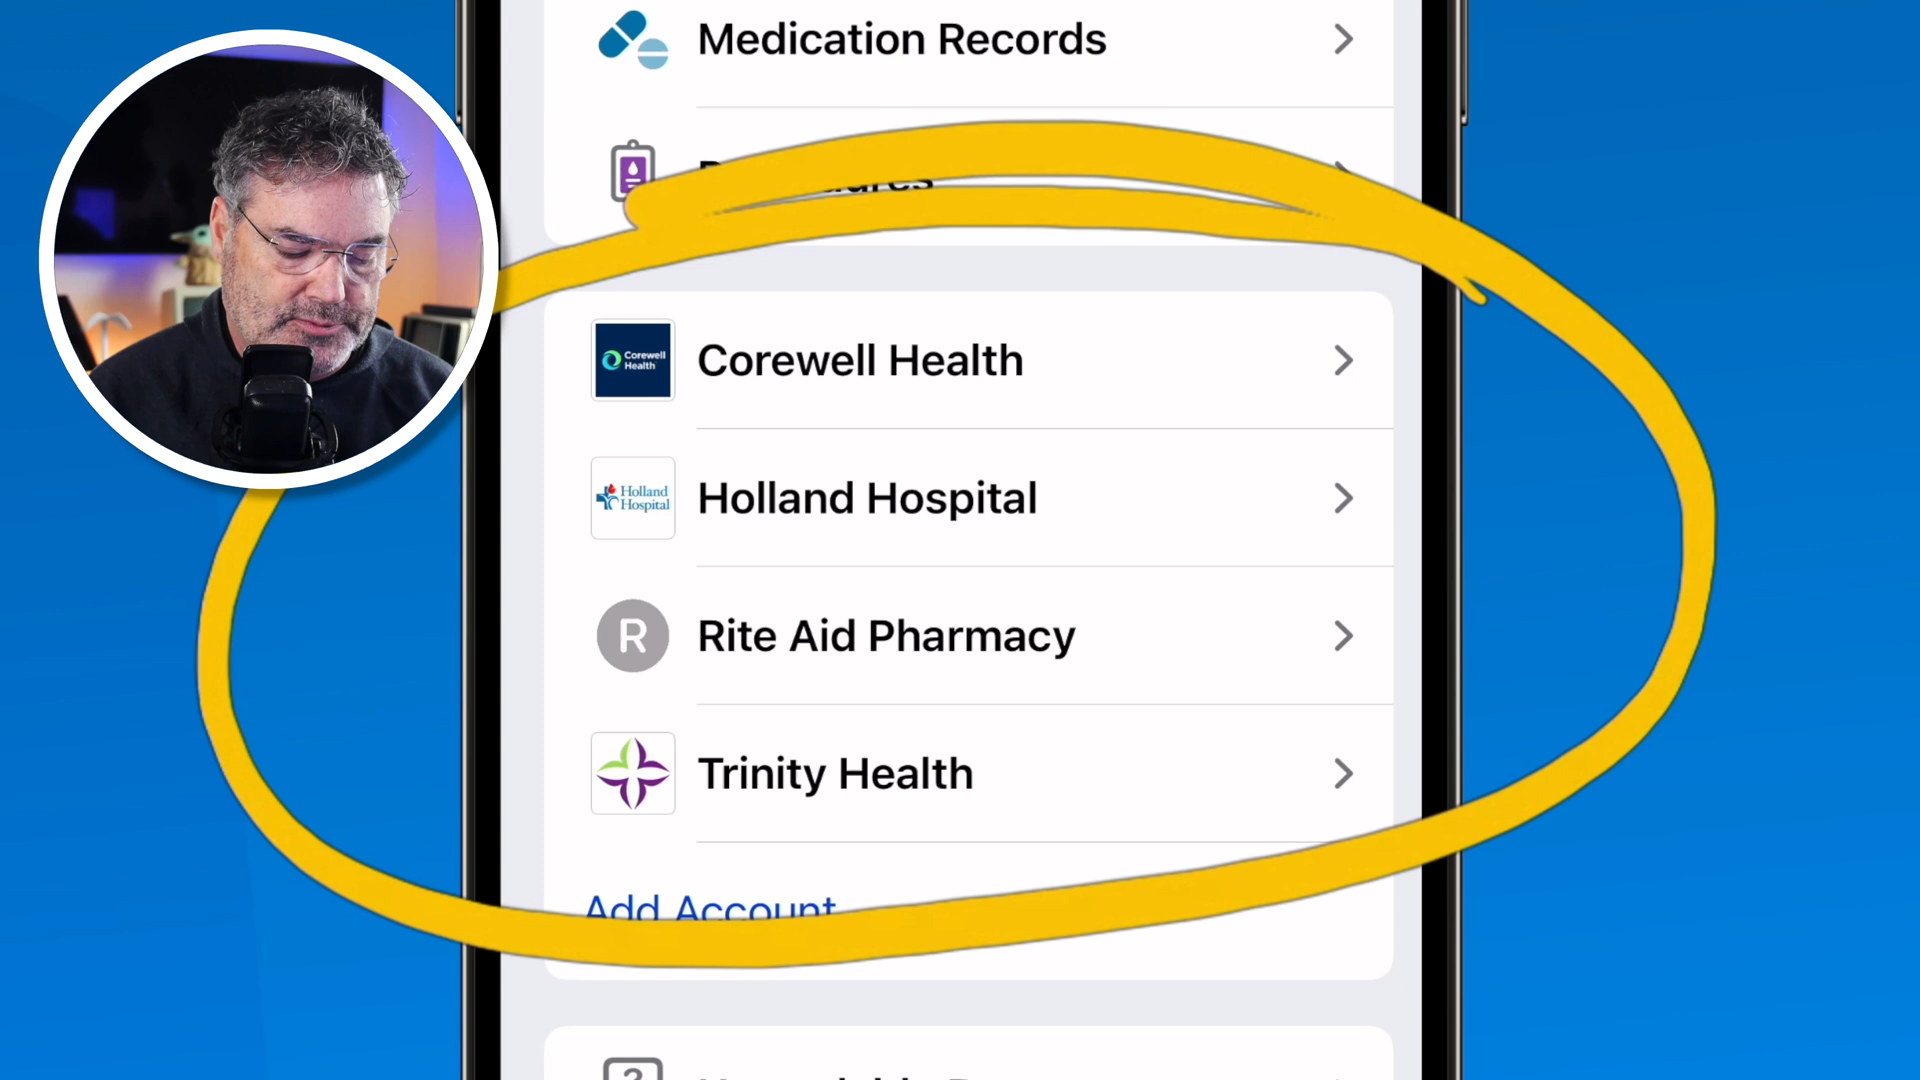 Medication Records
Corewell
Health
Corewell Health
Holland
Hospital
Holland Hospital
R
Rite Aid Pharmacy
Trinity Health
Add Account
?